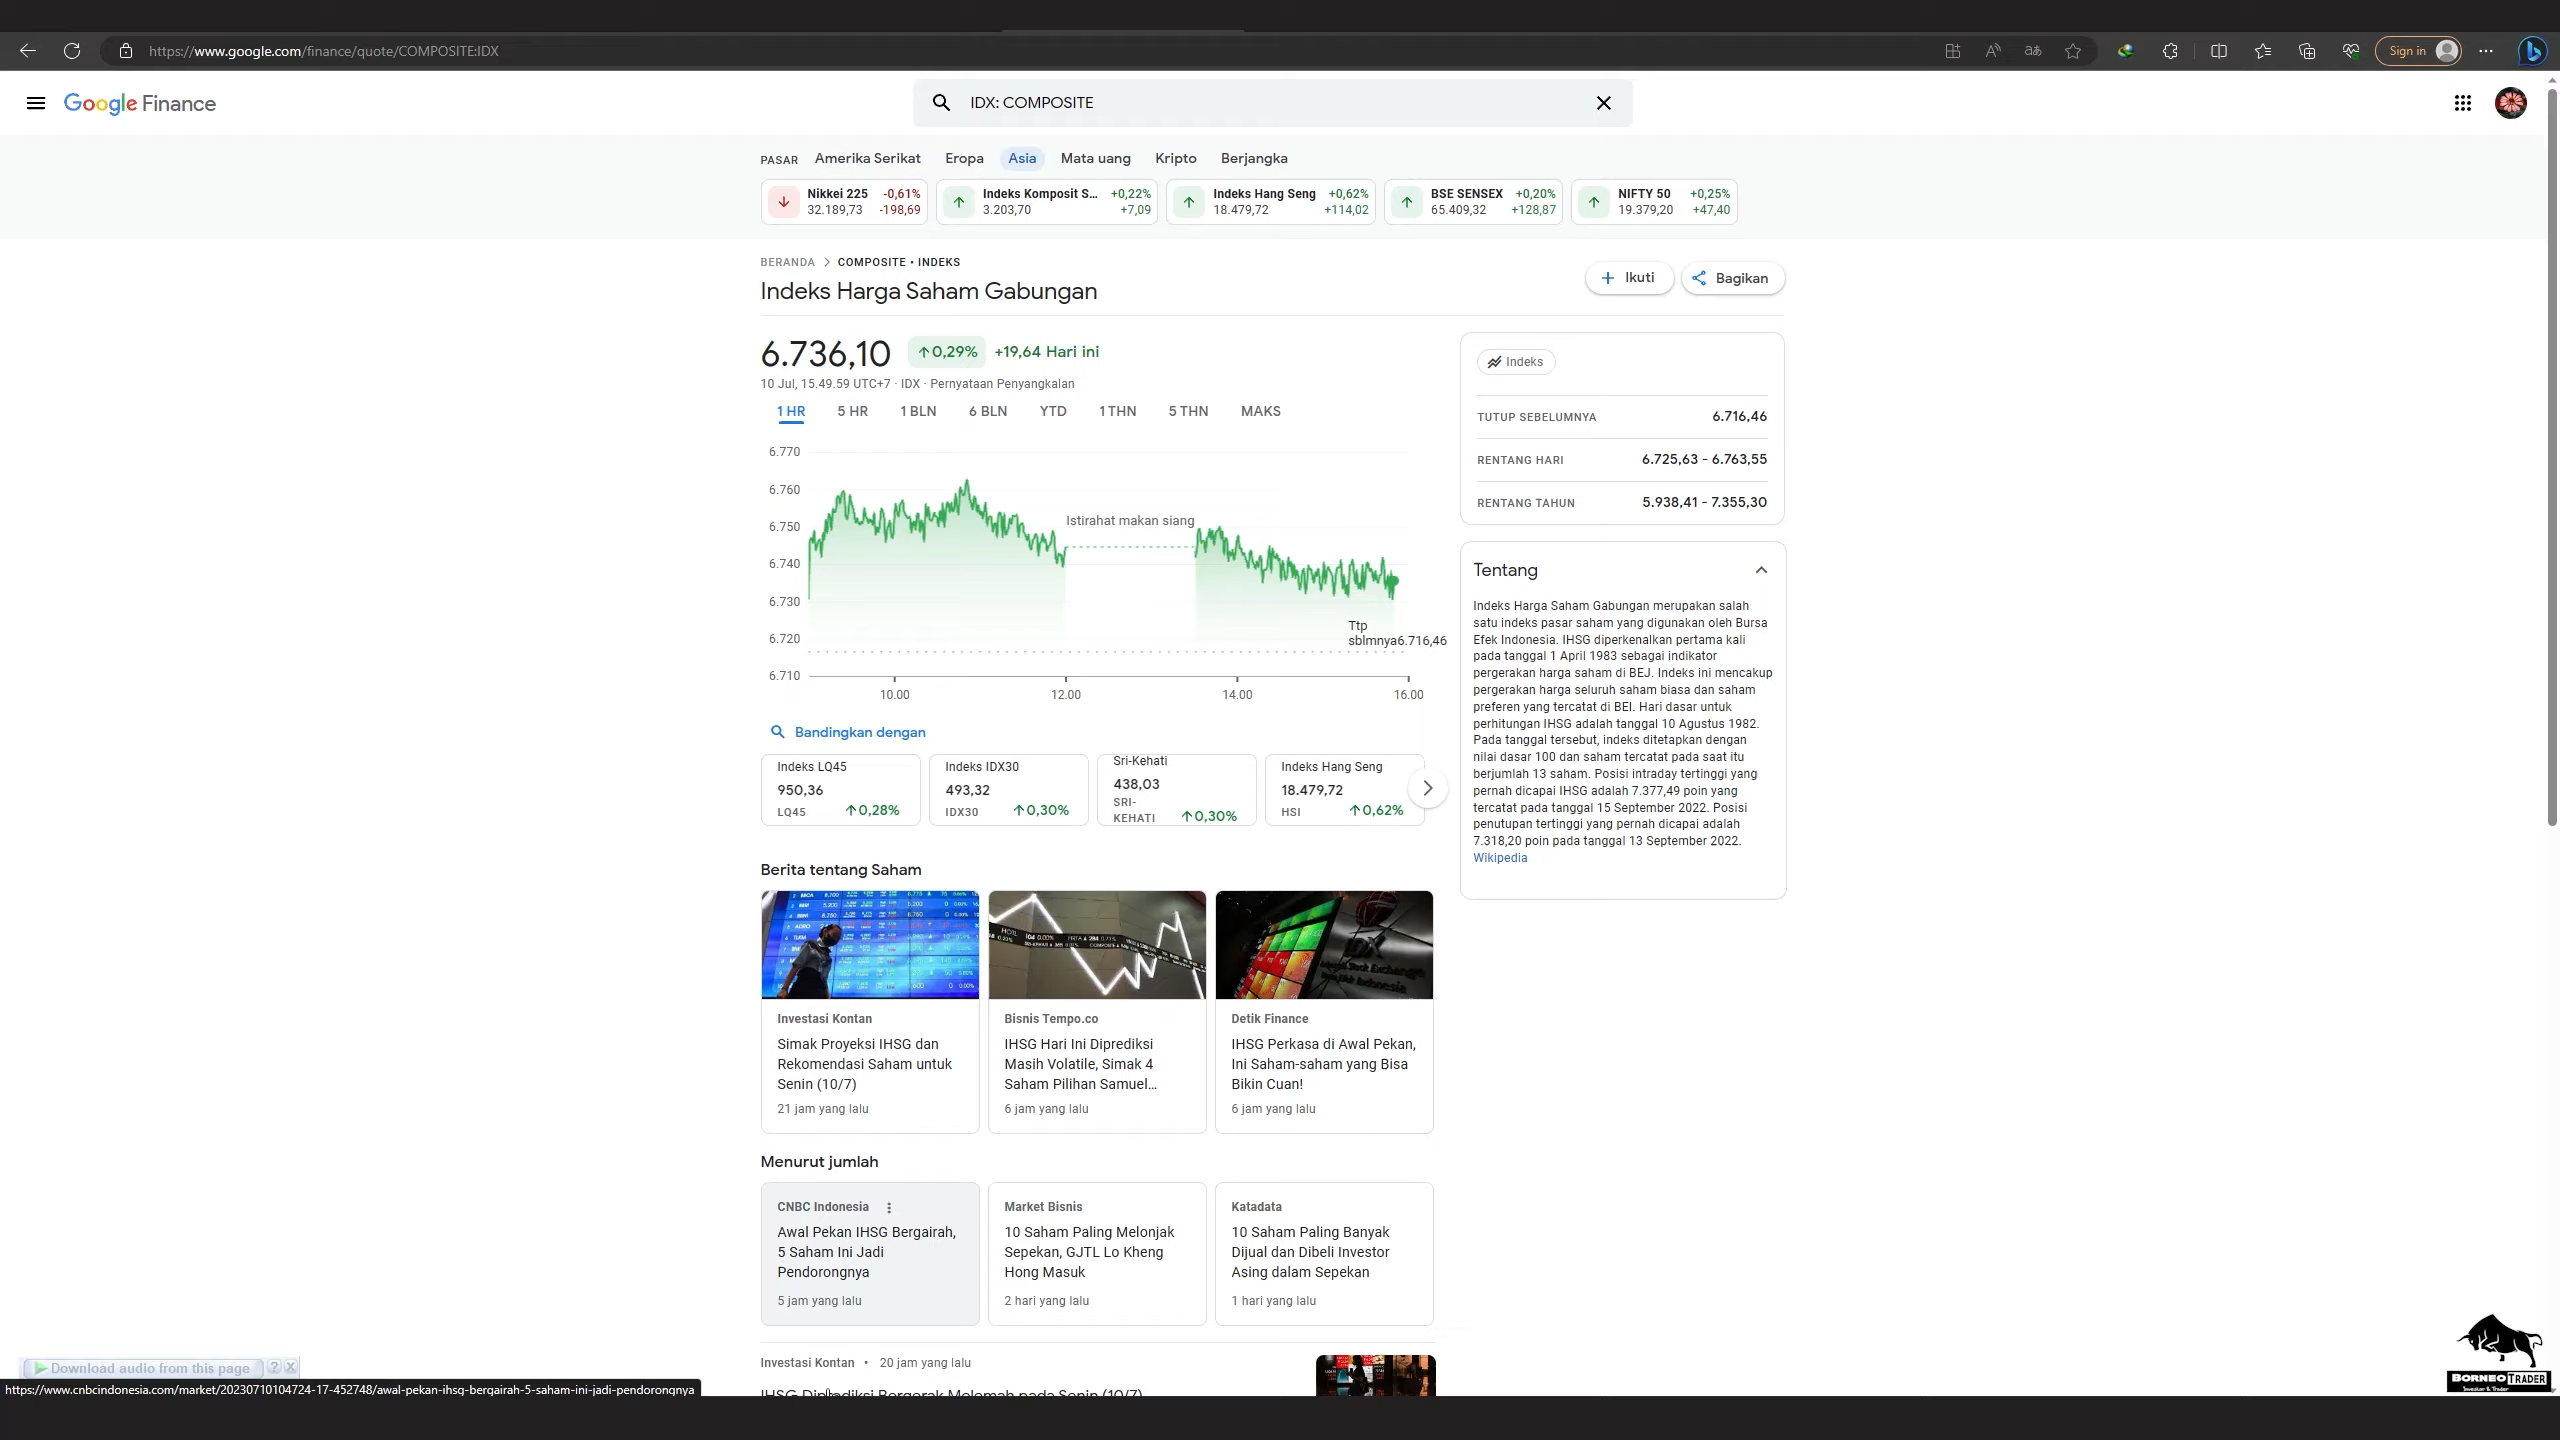 https://www.google.com/finance/quote/COMPOSITE:IDX
Sign in
Google Finance
IDX: COMPOSITE
PASAR Amerika Serikat Eropa Asia Mata uang Kripto Berjangka
Nikkei 225 -0,61%
32.189,73 -198,69
Indeks Komposit S... +0,22%
3.203,70 +7,09
Indeks Hang Seng +0,62%
18.479,72 +114,02
BSE SENSEX +0,20%
65.409,32 +128,87
NIFTY 50 +0,25%
19.379,20 +47,40
BERANDA > COMPOSITE • INDEKS
Indeks Harga Saham Gabungan
Ikuti
Bagikan
6.736,10 ↑0,29% +19,64 Hari ini
10 Jul, 15.49.59 UTC+7 · IDX · Pernyataan Penyangkalan
1 HR 5 HR 1 BLN 6 BLN YTD 1 THN 5 THN MAKS
6.770
6.760
6.750
6.740
6.730
6.720
6.710
Istirahat makan siang
Ttp
sblmnya6.716,46
10.00 12.00 14.00 16.00
Indeks
TUTUP SEBELUMNYA 6.716,46
RENTANG HARI 6.725,63 - 6.763,55
RENTANG TAHUN 5.938,41 - 7.355,30
Tentang
Indeks Harga Saham Gabungan merupakan salah
satu indeks pasar saham yang digunakan oleh Bursa
Efek Indonesia. IHSG diperkenalkan pertama kali
pada tanggal 1 April 1983 sebagai indikator
pergerakan harga saham di BEJ. Indeks ini mencakup
pergerakan harga seluruh saham biasa dan saham
preferen yang tercatat di BEI. Hari dasar untuk
perhitungan IHSG adalah tanggal 10 Agustus 1982.
Pada tanggal tersebut, indeks ditetapkan dengan
nilai dasar 100 dan saham tercatat pada saat itu
berjumlah 13 saham. Posisi intraday tertinggi yang
pernah dicapai IHSG adalah 7.377,49 poin yang
tercatat pada tanggal 15 September 2022. Posisi
penutupan tertinggi yang pernah dicapai adalah
7.318,20 poin pada tanggal 13 September 2022.
Wikipedia
Bandingkan dengan
Indeks LQ45
950,36
LQ45 ↑0,28%
Indeks IDX30
493,32
IDX30 ↑0,30%
Sri-Kehati
438,03
SRI-
KEHATI ↑0,30%
Indeks Hang Seng
18.479,72
HSI ↑0,62%
Berita tentang Saham
Investasi Kontan
Simak Proyeksi IHSG dan
Rekomendasi Saham untuk
Senin (10/7)
21 jam yang lalu
Bisnis Tempo.co
IHSG Hari Ini Diprediksi
Masih Volatile, Simak 4
Saham Pilihan Samuel...
6 jam yang lalu
Detik Finance
IHSG Perkasa di Awal Pekan,
Ini Saham-saham yang Bisa
Bikin Cuan!
6 jam yang lalu
Menurut jumlah
CNBC Indonesia
Awal Pekan IHSG Bergairah,
5 Saham Ini Jadi
Pendorongnya
5 jam yang lalu
Market Bisnis
10 Saham Paling Melonjak
Sepekan, GJTL Lo Kheng
Hong Masuk
2 hari yang lalu
Katadata
10 Saham Paling Banyak
Dijual dan Dibeli Investor
Asing dalam Sepekan
1 hari yang lalu
Investasi Kontan • 20 jam yang lalu
IHSG Diprediksi Bergerak Melemah pada Senin (10/7)
Download audio from this page ? X
https://www.cnbcindonesia.com/market/20230710104724-17-452748/awal-pekan-ihsg-bergairah-5-saham-ini-jadi-pendorongnya
BORNEO TRADER
Investor & Trader